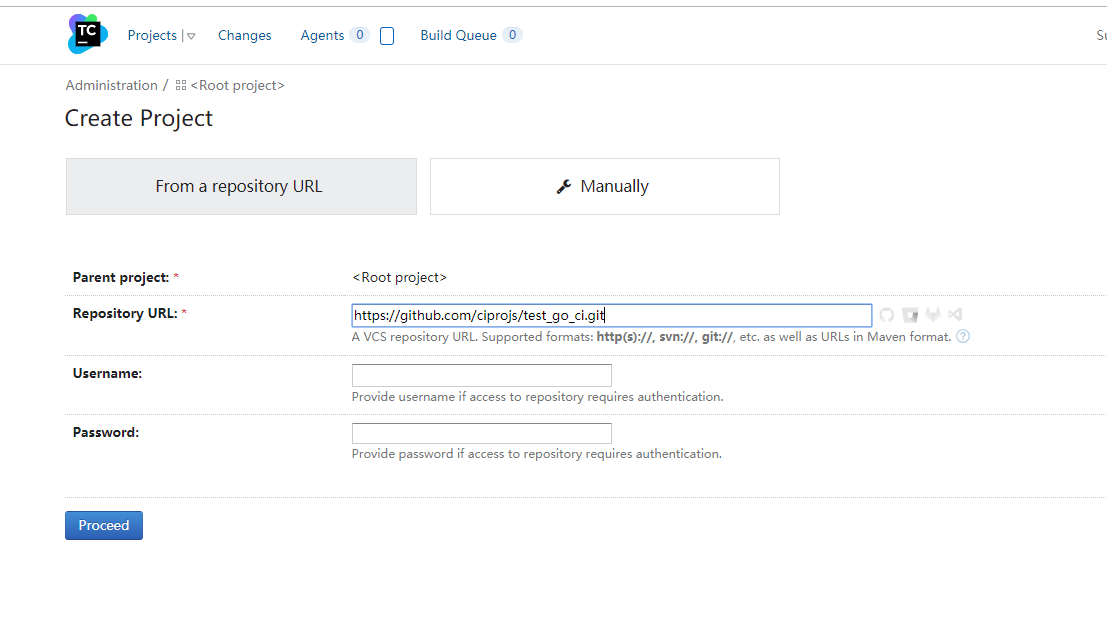 TC Projects | Changes Agents 0 Build Queue 0
Administration / <Root project>
Create Project
From a repository URL Manually
Parent project: * <Root project>
Repository URL: * https://github.com/ciprojs/test_go_ci.git
A VCS repository URL. Supported formats: http(s)://, svn://, git://, etc. as well as URLs in Maven format. ?
Username:
Provide username if access to repository requires authentication.
Password:
Provide password if access to repository requires authentication.
Proceed